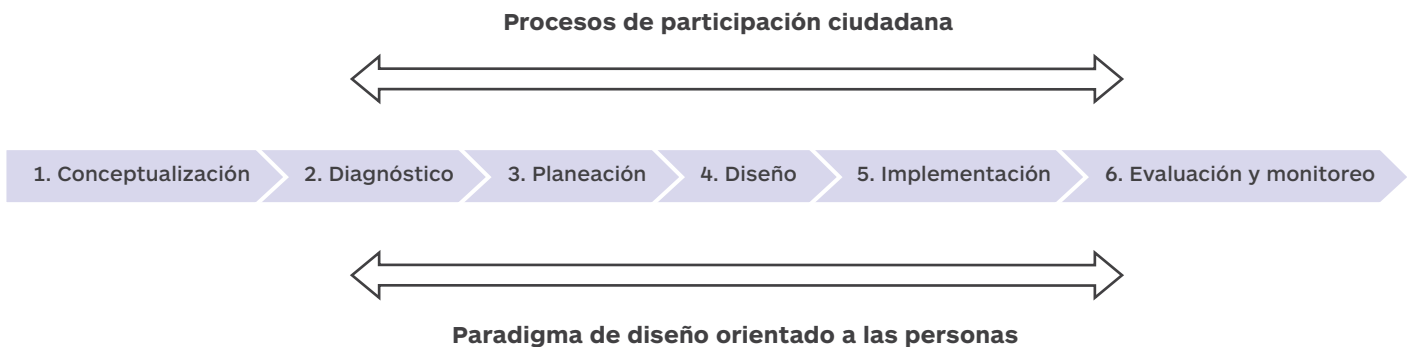 Procesos de participación ciudadana
1. Conceptualización
2. Diagnóstico
3. Planeación
4. Diseño
5. Implementación
6. Evaluación y monitoreo
Paradigma de diseño orientado a las personas